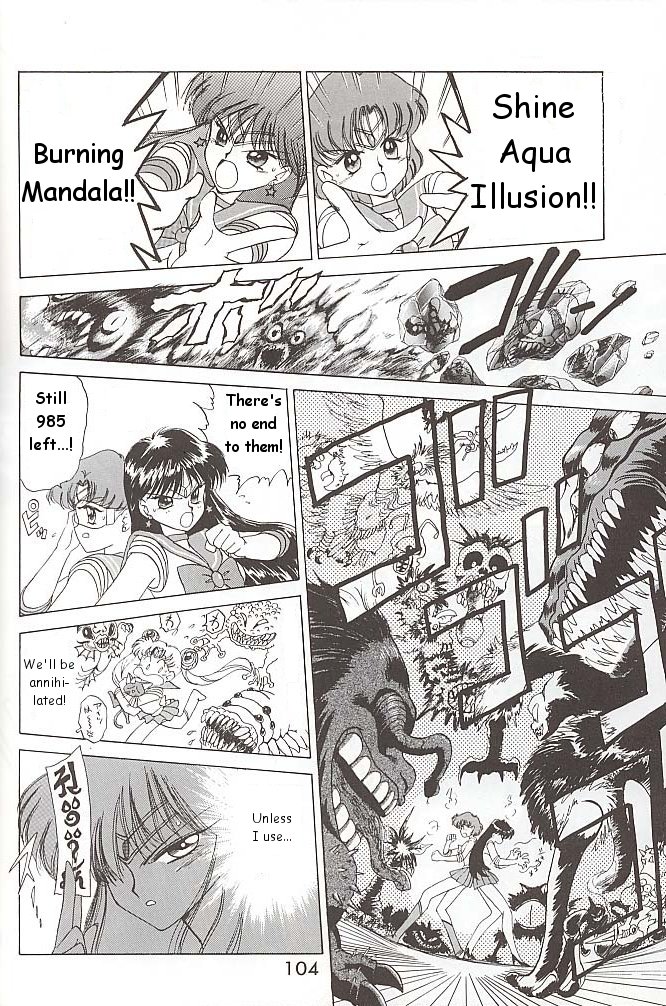 Burning
Mandala!!
Shine
Aqua
Illusion!!
Still
985
left...!
There's
no end
to them!
We'll be
annihi-
lated!
Unless
I use...
104